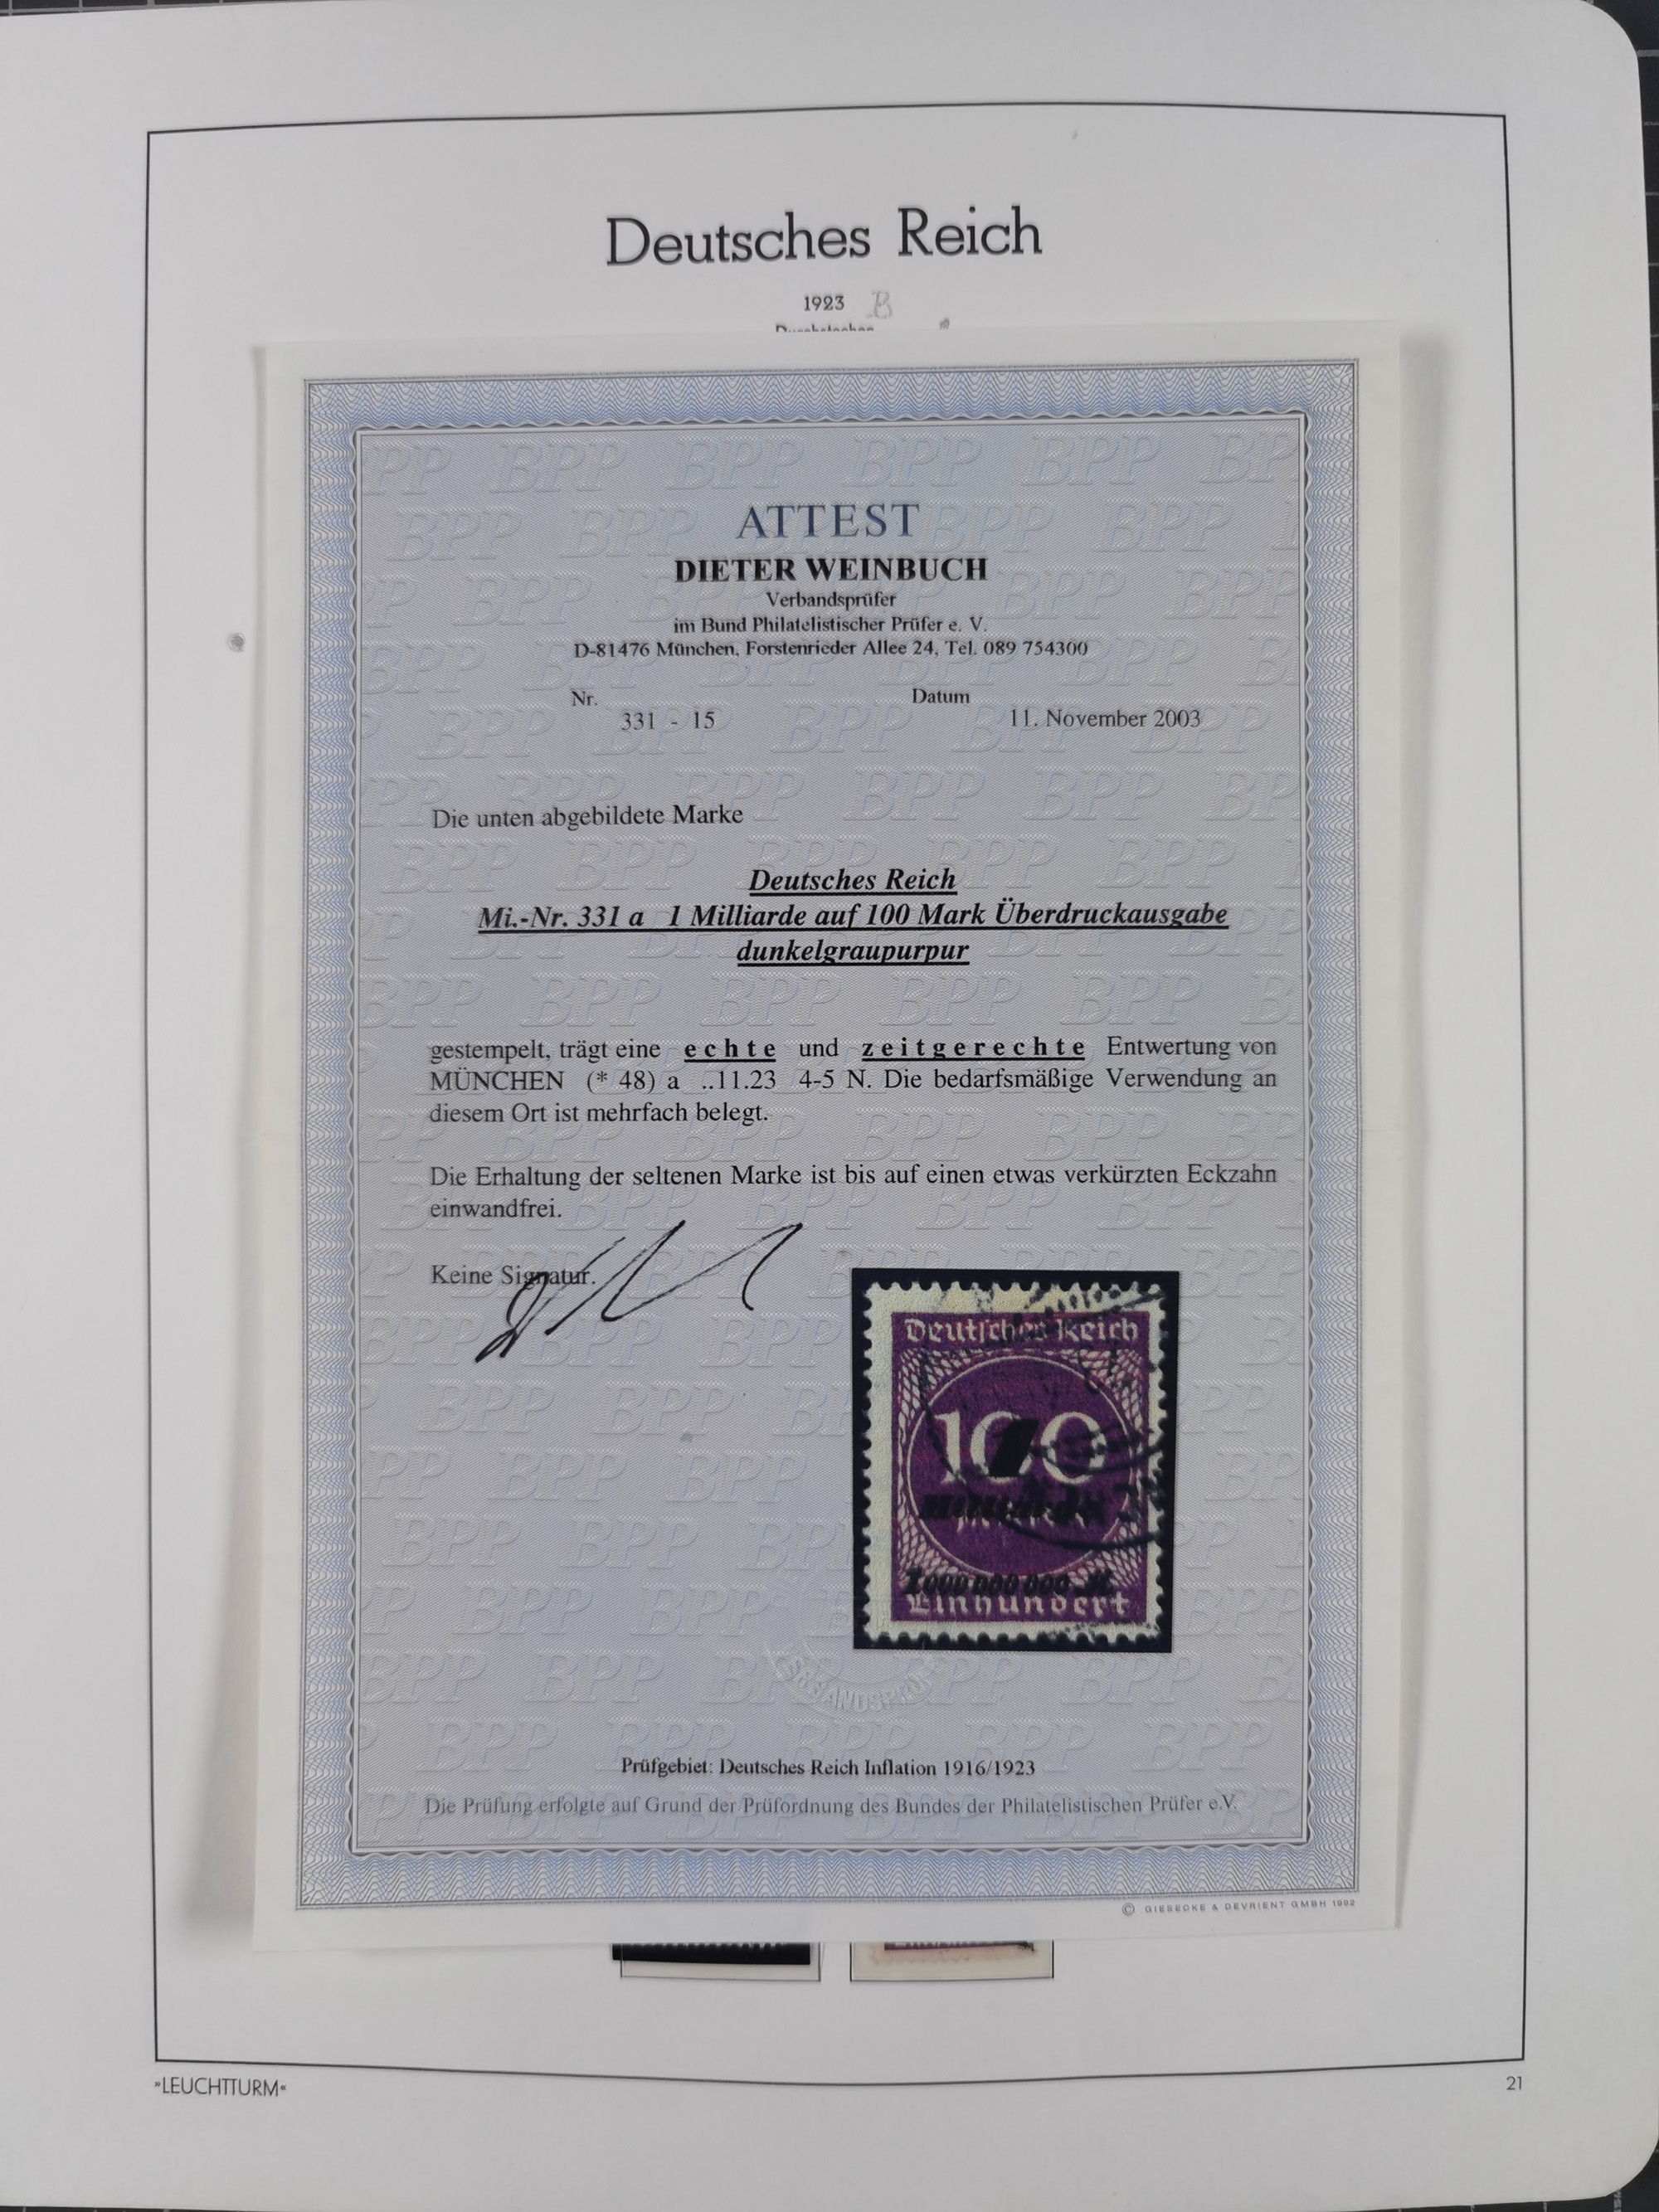 Deutsches Reich
1923 B
ATTEST
DIETER WEINBUCH
Verbandsprüfer
im Bund Philatelistischer Prüfer e. V.
D-81476 München, Forstenrieder Allee 24, Tel. 089 754300
Nr. Datum
331 - 15 11. November 2003
Die unten abgebildete Marke
Deutsches Reich
Mi.-Nr. 331 a 1 Milliarde auf 100 Mark Überdruckausgabe
dunkelgraupurpur
gestempelt, trägt eine echte und zeitgerechte Entwertung von
MÜNCHEN (* 48) a ..11.23 4-5 N. Die bedarfsmäßige Verwendung an
diesem Ort ist mehrfach belegt.
Die Erhaltung der seltenen Marke ist bis auf einen etwas verkürzten Eckzahn
einwandfrei.
Keine Signatur.
Deutsches Reich
100
Milliarde
1000 000 000 M
Einhundert
Prüfgebiet: Deutsches Reich Inflation 1916/1923
Die Prüfung erfolgte auf Grund der Prüfordnung des Bundes der Philatelistischen Prüfer e.V.
© GIESECKE & DEVRIENT GMBH 1992
»LEUCHTTURM« 21